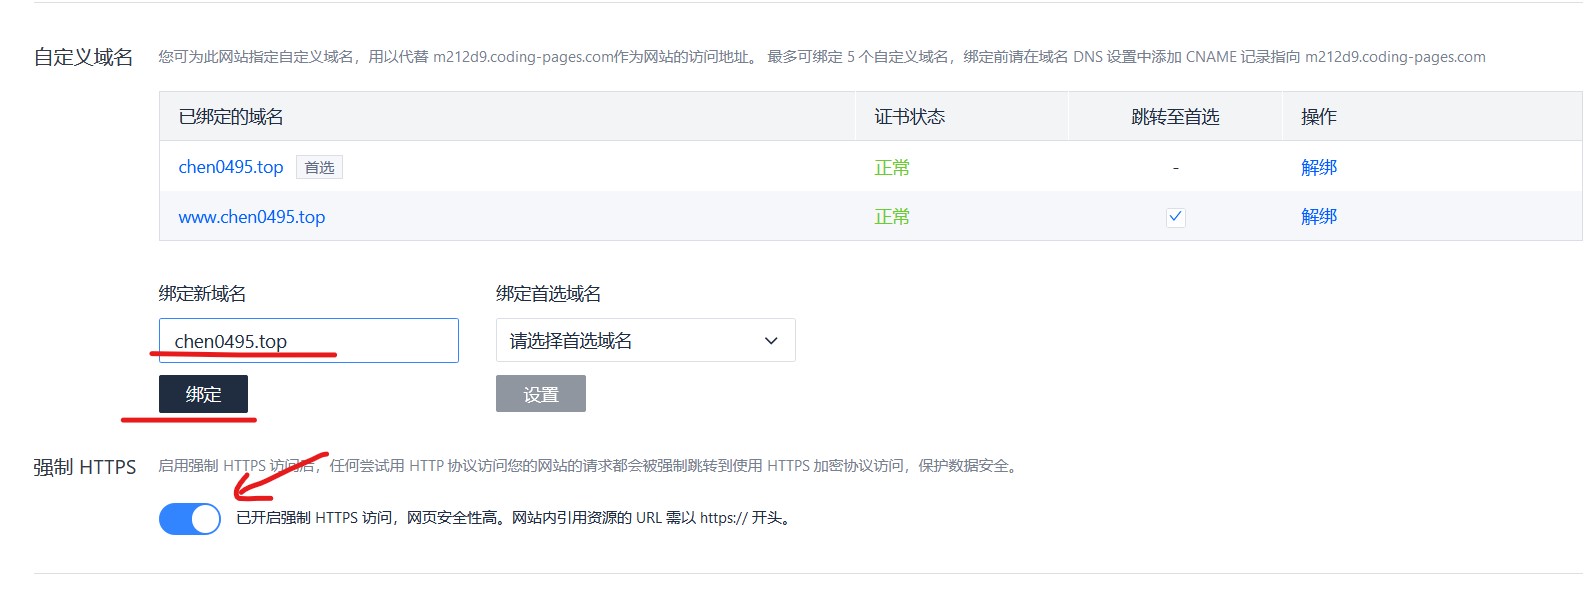 自定义域名 您可为此网站指定自定义域名，用以代替 m212d9.coding-pages.com作为网站的访问地址。 最多可绑定 5 个自定义域名，绑定前请在域名 DNS 设置中添加 CNAME 记录指向 m212d9.coding-pages.com
已绑定的域名 证书状态 跳转至首选 操作
chen0495.top 首选 正常 - 解绑
www.chen0495.top 正常 解绑
绑定新域名 绑定首选域名
chen0495.top 请选择首选域名
绑定 设置
强制 HTTPS 启用强制 HTTPS 访问后，任何尝试用 HTTP 协议访问您的网站的请求都会被强制跳转到使用 HTTPS 加密协议访问，保护数据安全。
已开启强制 HTTPS 访问，网页安全性高。网站内引用资源的 URL 需以 https:// 开头。